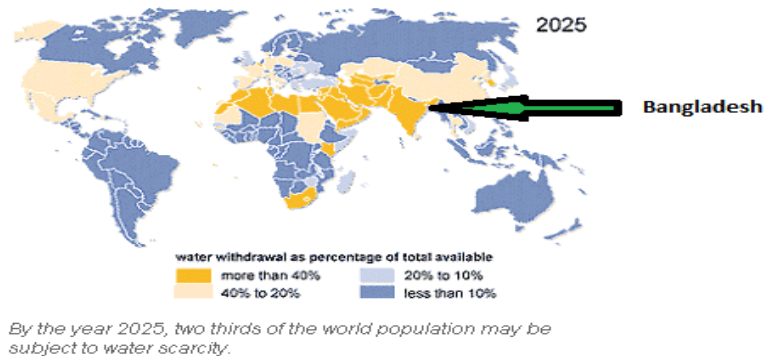 2025
Bangladesh
water withdrawal as percentage of total available
more than 40%
20% to 10%
40% to 20%
less than 10%
By the year 2025, two thirds of the world population may be
subject to water scarcity.